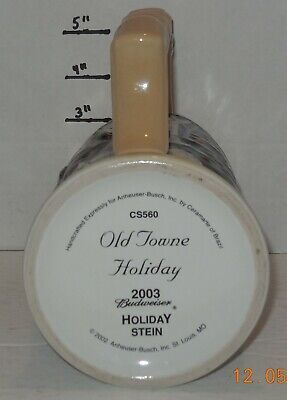 5"
4"
3"
Handcrafted Expressly for Anheuser-Busch, Inc. by Ceramarte of Brazil
CS560
Old Towne
Holiday
2003
Budweiser
HOLIDAY
STEIN
© 2002, Anheuser-Busch, Inc. St. Louis, MO
12.05